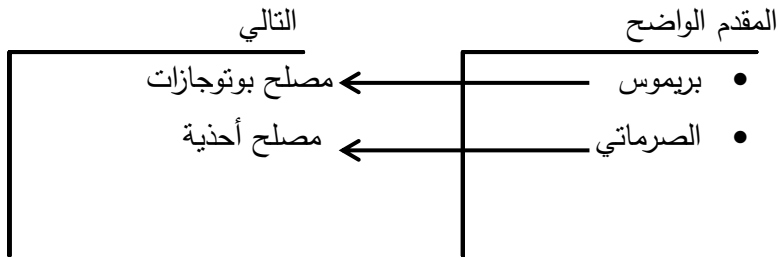 المقدم الواضح التالي
• بريموس مصلح بوتوجازات
• الصرماتي مصلح أحذية